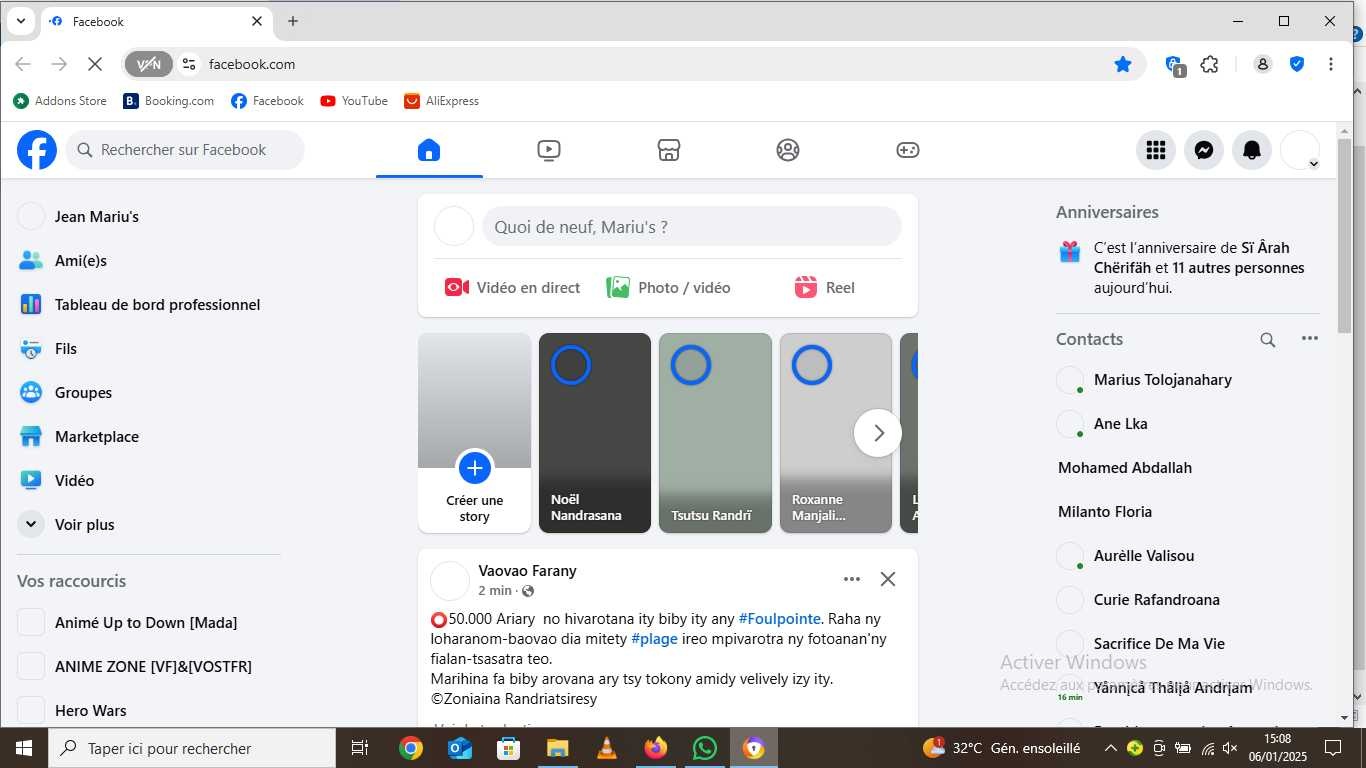 Facebook
VPN
facebook.com
1
Addons Store
Booking.com
Facebook
YouTube
AliExpress
Rechercher sur Facebook
Jean Mariu's
Ami(e)s
Tableau de bord professionnel
Fils
Groupes
Marketplace
Vidéo
Voir plus
Vos raccourcis
Animé Up to Down [Mada]
ANIME ZONE [VF]&[VOSTFR]
Hero Wars
Quoi de neuf, Mariu's ?
Vidéo en direct
Photo / vidéo
Reel
Créer une
story
Noël
Nandrasana
Tsutsu Randrï
Roxanne
Manjali...
Vaovao Farany
2 min ·
⭕50.000 Ariary no hivarotana ity biby ity any #Foulpointe. Raha ny
loharanom-baovao dia mitety #plage ireo mpivarotra ny fotoanan'ny
fialan-tsasatra teo.
Marihina fa biby arovana ary tsy tokony amidy velively izy ity.
©Zoniaina Randriatsiresy
Anniversaires
C'est l'anniversaire de Sï Ârah
Chërifäh et 11 autres personnes
aujourd'hui.
Contacts
Marius Tolojanahary
Ane Lka
Mohamed Abdallah
Milanto Floria
Aurèlle Valisou
Curie Rafandroana
Sacrifice De Ma Vie
16 min
Activer Windows
Accédez aux paramètres pour activer Windows.
Taper ici pour rechercher
1
32°C Gén. ensoleillé
15:08
06/01/2025